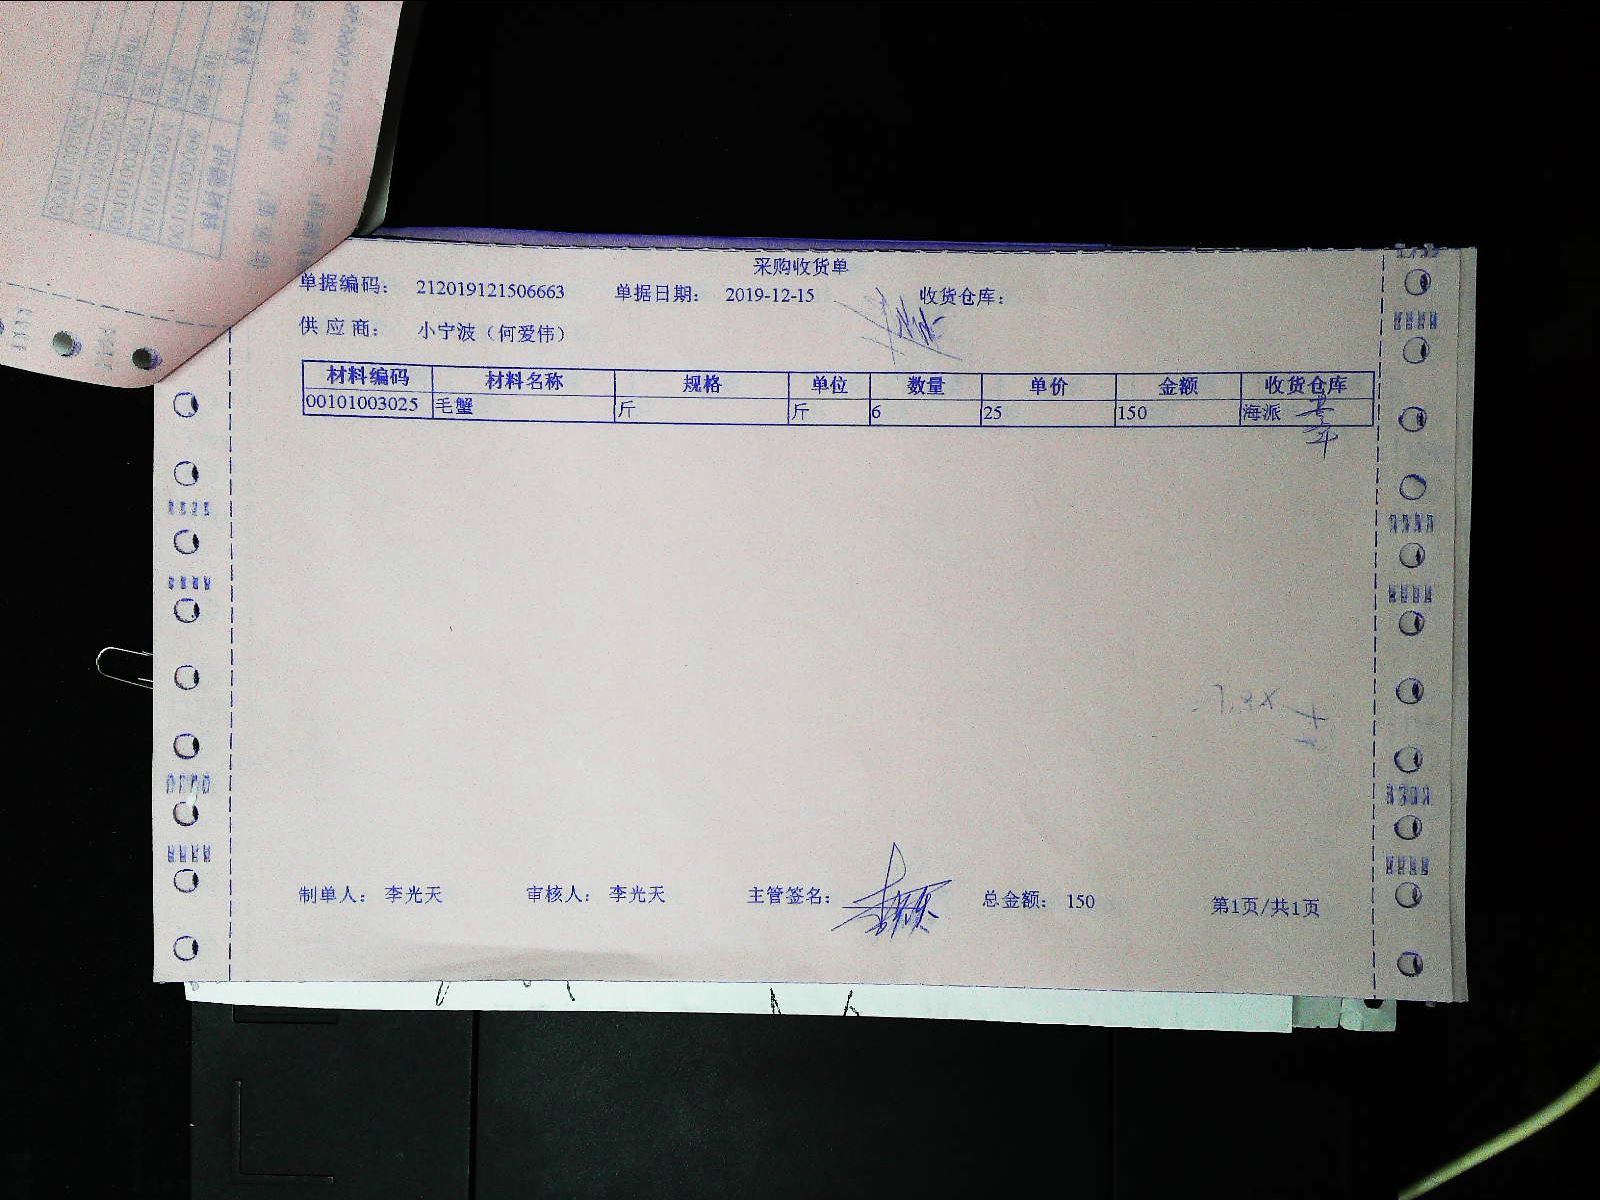 采购收货单
单据编码： 212019121506663 单据日期： 2019-12-15 收货仓库：
供 应 商： 小宁波（何爱伟）
材料编码 材料名称 规格 单位 数量 单价 金额 收货仓库
00101003025 毛蟹 斤 斤 6 25 150 海派
制单人： 李光天 审核人： 李光天 主管签名： 总金额： 150 第1页/共1页